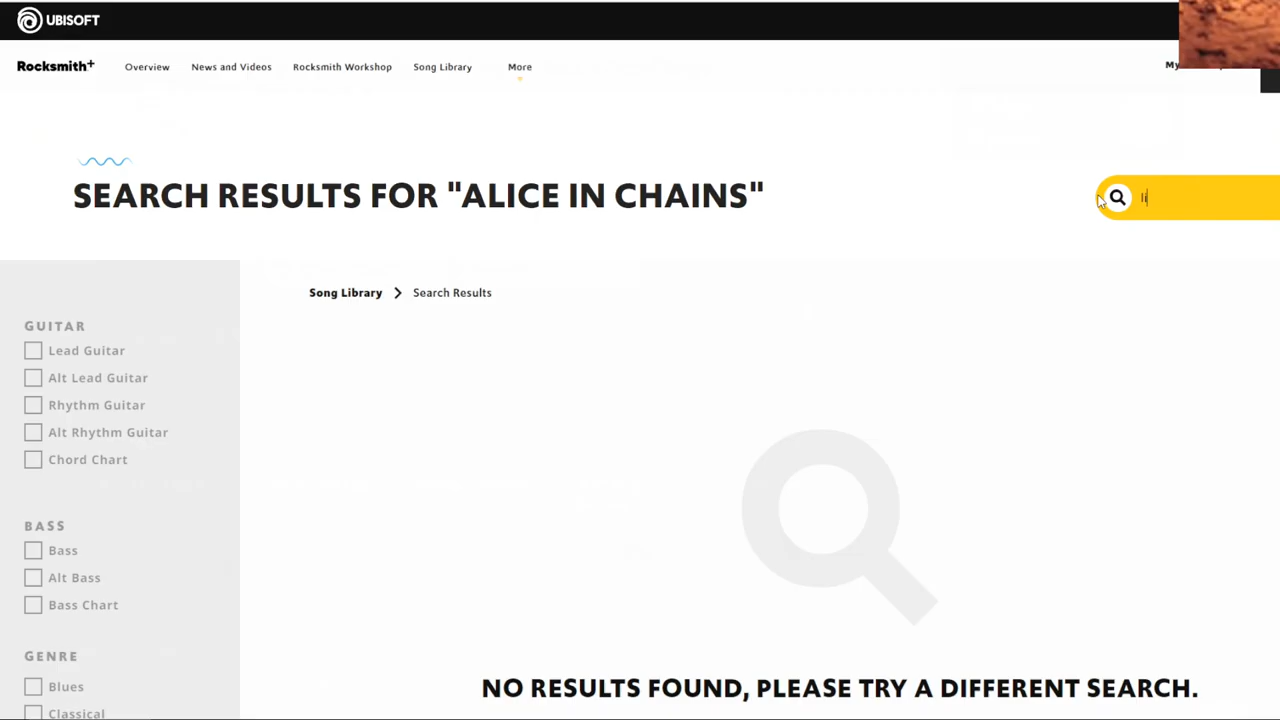 UBISOFT
Rocksmith+
Overview
News and Videos
Rocksmith Workshop
Song Library
More
My
SEARCH RESULTS FOR "ALICE IN CHAINS"
li
Song Library > Search Results
GUITAR
Lead Guitar
Alt Lead Guitar
Rhythm Guitar
Alt Rhythm Guitar
Chord Chart
BASS
Bass
Alt Bass
Bass Chart
GENRE
Blues
Classical
NO RESULTS FOUND, PLEASE TRY A DIFFERENT SEARCH.